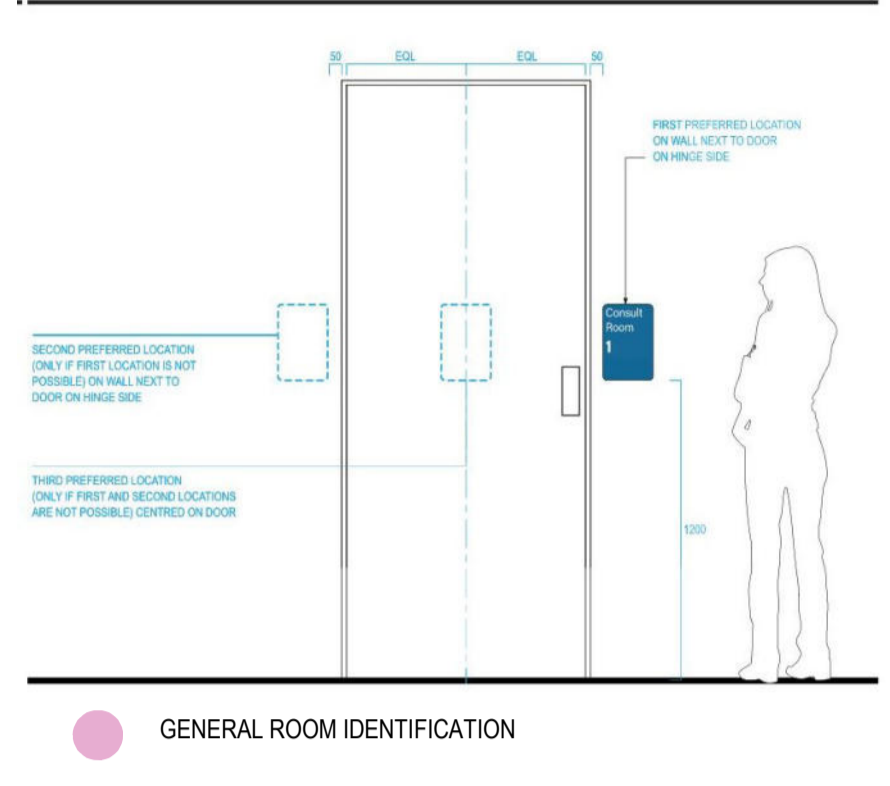 50 EQL EQL 50
FIRST PREFERRED LOCATION
ON WALL NEXT TO DOOR
ON HINGE SIDE
Consult
Room
1
SECOND PREFERRED LOCATION
(ONLY IF FIRST LOCATION IS NOT
POSSIBLE) ON WALL NEXT TO
DOOR ON HINGE SIDE
THIRD PREFERRED LOCATION
(ONLY IF FIRST AND SECOND LOCATIONS
ARE NOT POSSIBLE) CENTRED ON DOOR
1200
GENERAL ROOM IDENTIFICATION